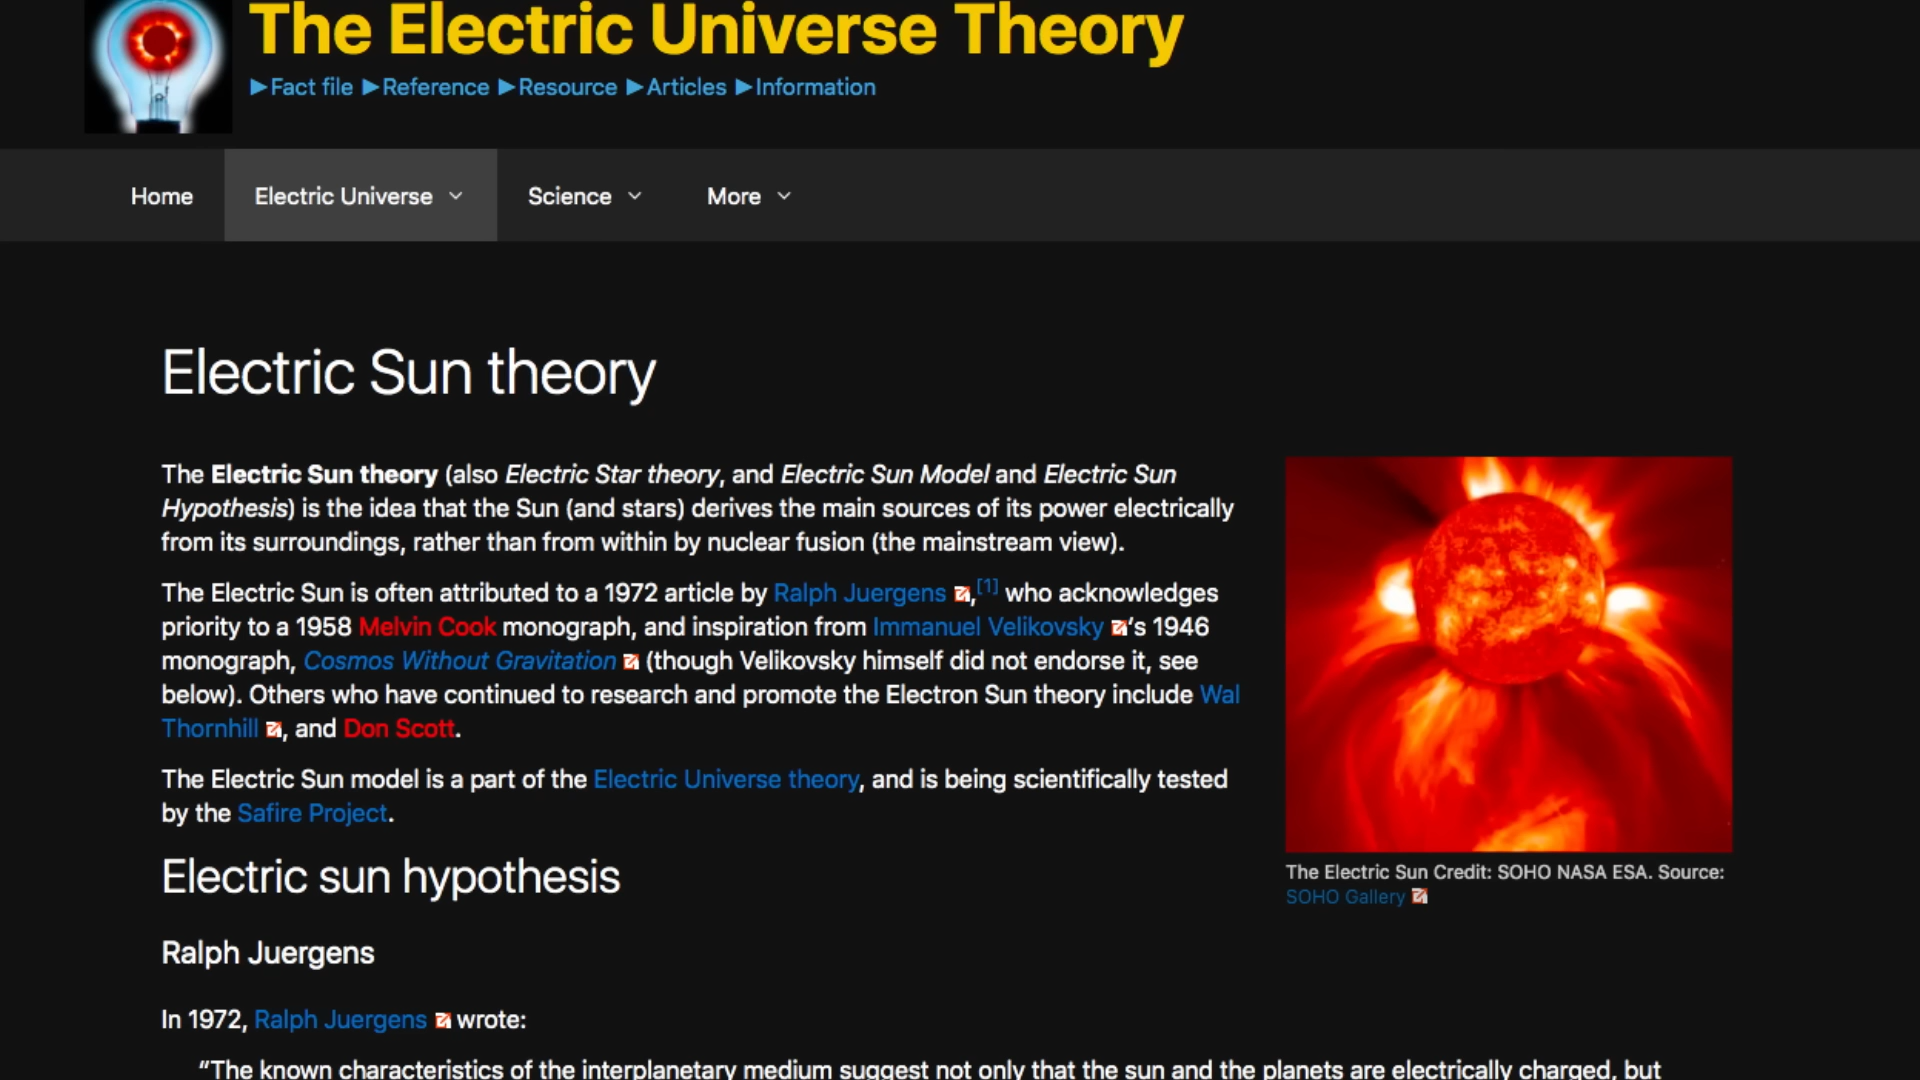 The Electric Universe Theory
▶Fact file ▶Reference ▶Resource ▶Articles ▶Information
Home Electric Universe Science More
Electric Sun theory
The Electric Sun theory (also Electric Star theory, and Electric Sun Model and Electric Sun
Hypothesis) is the idea that the Sun (and stars) derives the main sources of its power electrically
from its surroundings, rather than from within by nuclear fusion (the mainstream view).
The Electric Sun is often attributed to a 1972 article by Ralph Juergens ,[1] who acknowledges
priority to a 1958 Melvin Cook monograph, and inspiration from Immanuel Velikovsky 's 1946
monograph, Cosmos Without Gravitation (though Velikovsky himself did not endorse it, see
below). Others who have continued to research and promote the Electron Sun theory include Wal
Thornhill , and Don Scott.
The Electric Sun model is a part of the Electric Universe theory, and is being scientifically tested
by the Safire Project.
The Electric Sun Credit: SOHO NASA ESA. Source:
SOHO Gallery
Electric sun hypothesis
Ralph Juergens
In 1972, Ralph Juergens wrote:
“The known characteristics of the interplanetary medium suggest not only that the sun and the planets are electrically charged, but